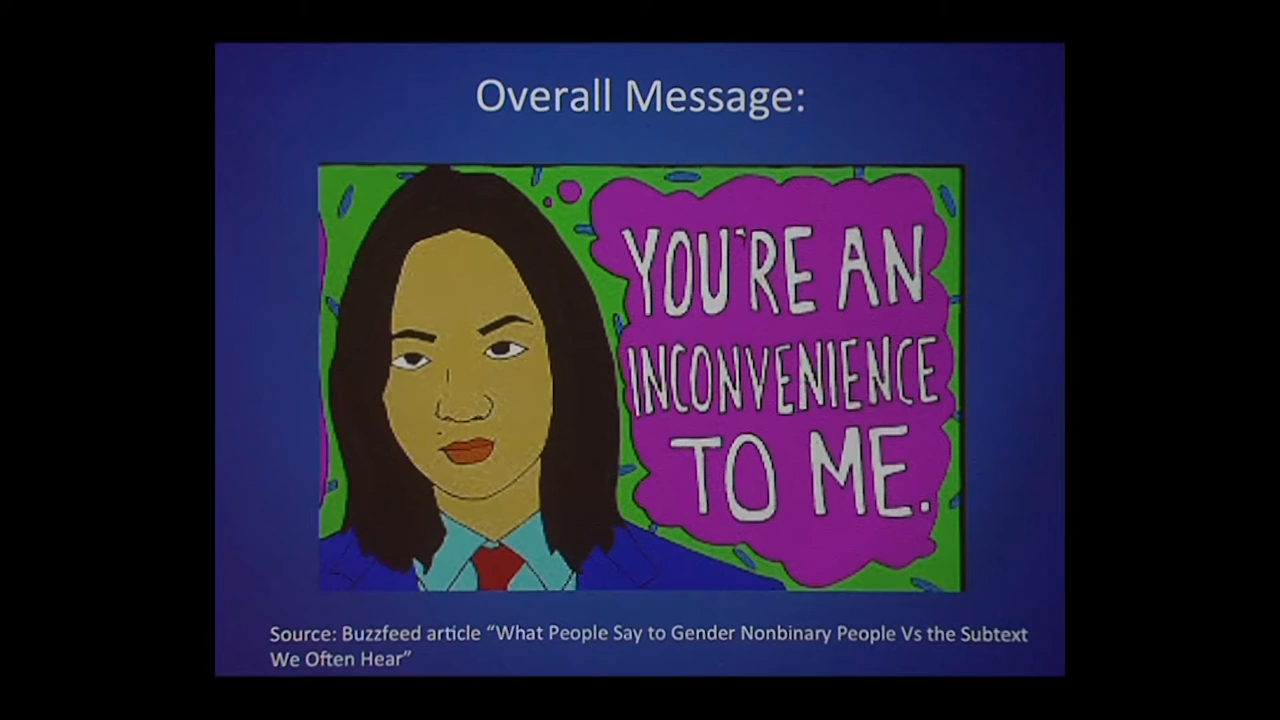 Overall Message:
YOU'RE AN
INCONVENIENCE
TO ME.
Source: Buzzfeed article “What People Say to Gender Nonbinary People Vs the Subtext
We Often Hear”